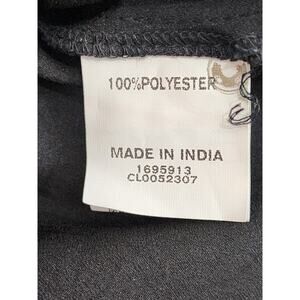 100%POLYESTER
MADE IN INDIA
1695913
CL0052307